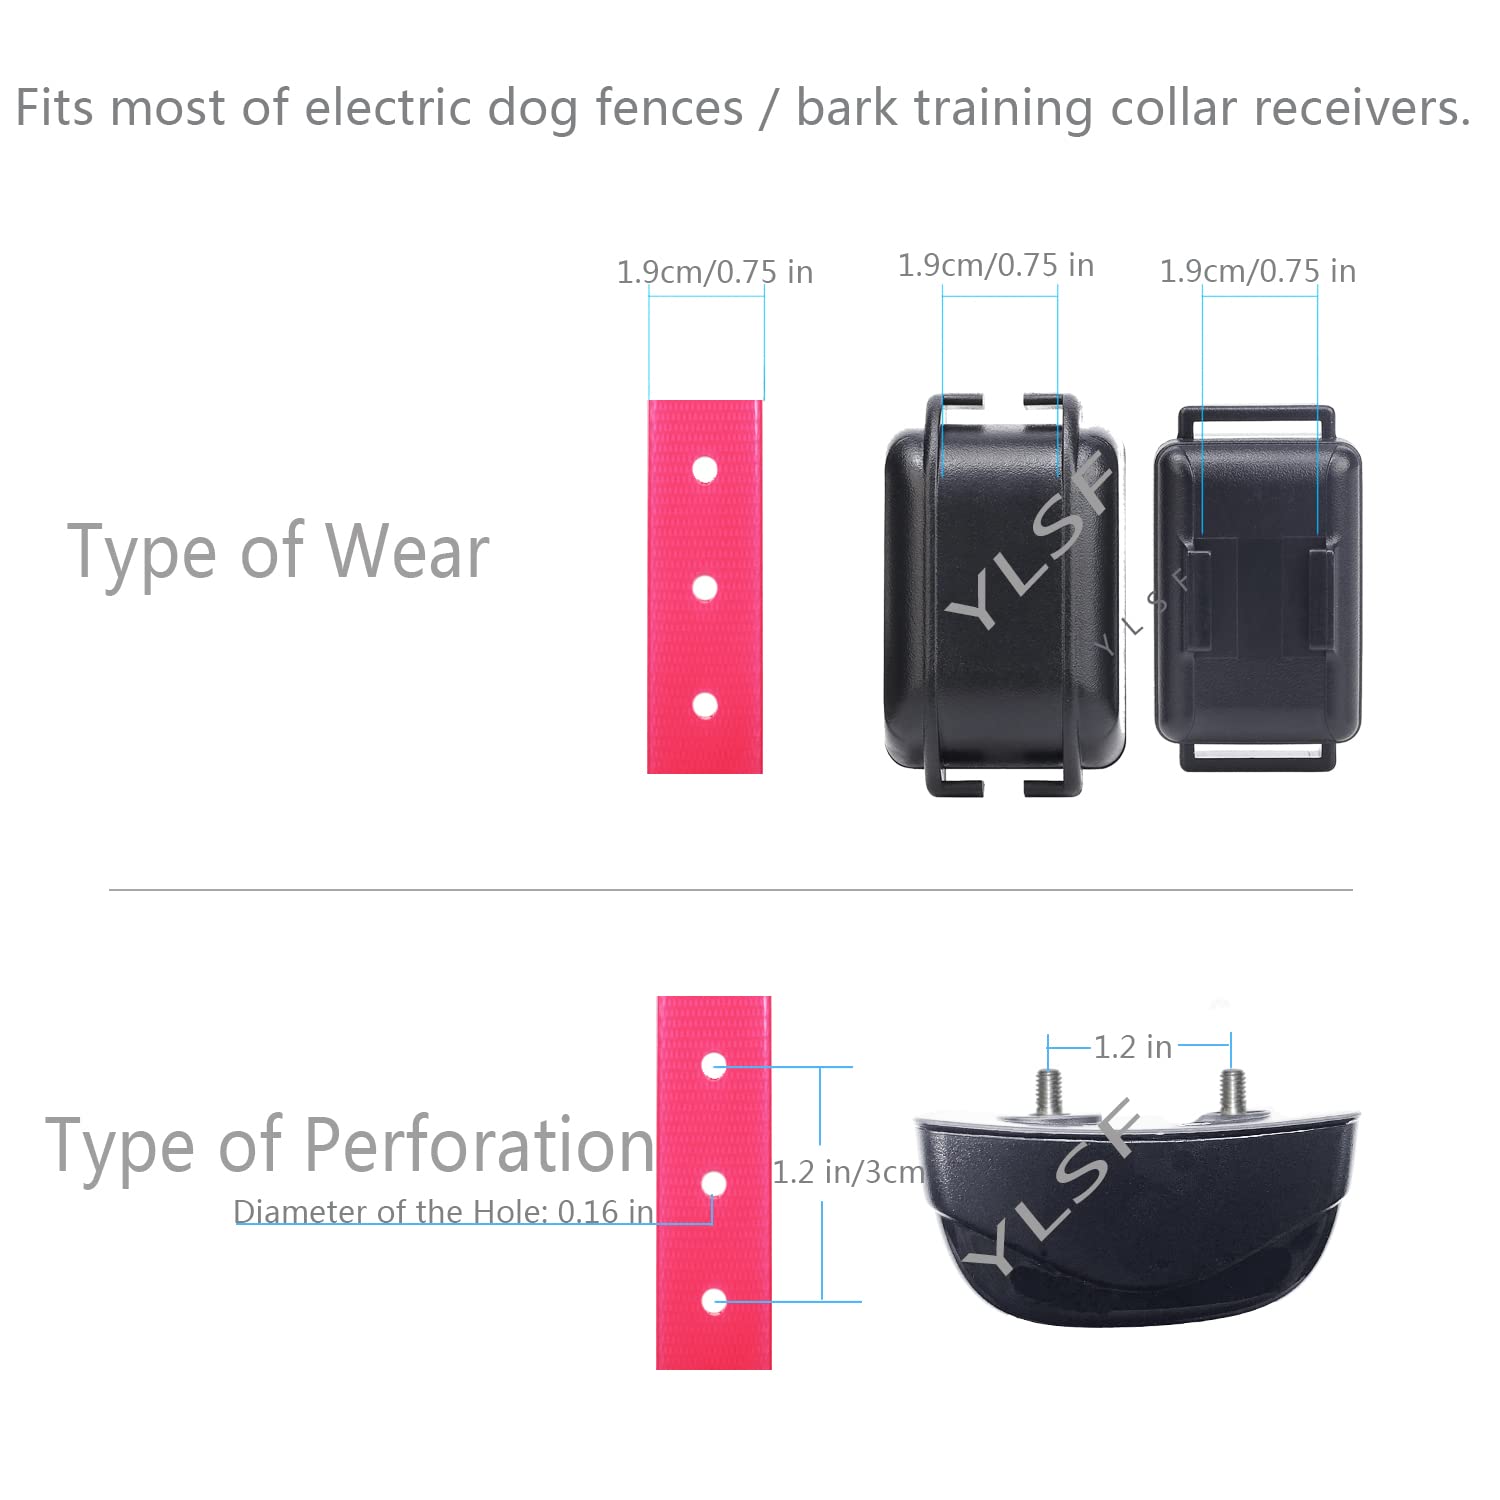 Fits most of electric dog fences / bark training collar receivers.
1.9cm/0.75 in
1.9cm/0.75 in
1.9cm/0.75 in
Type of Wear
YLSF
YLSF
1.2 in
Type of Perforation
1.2 in/3cm
Diameter of the Hole: 0.16 in
YLSF